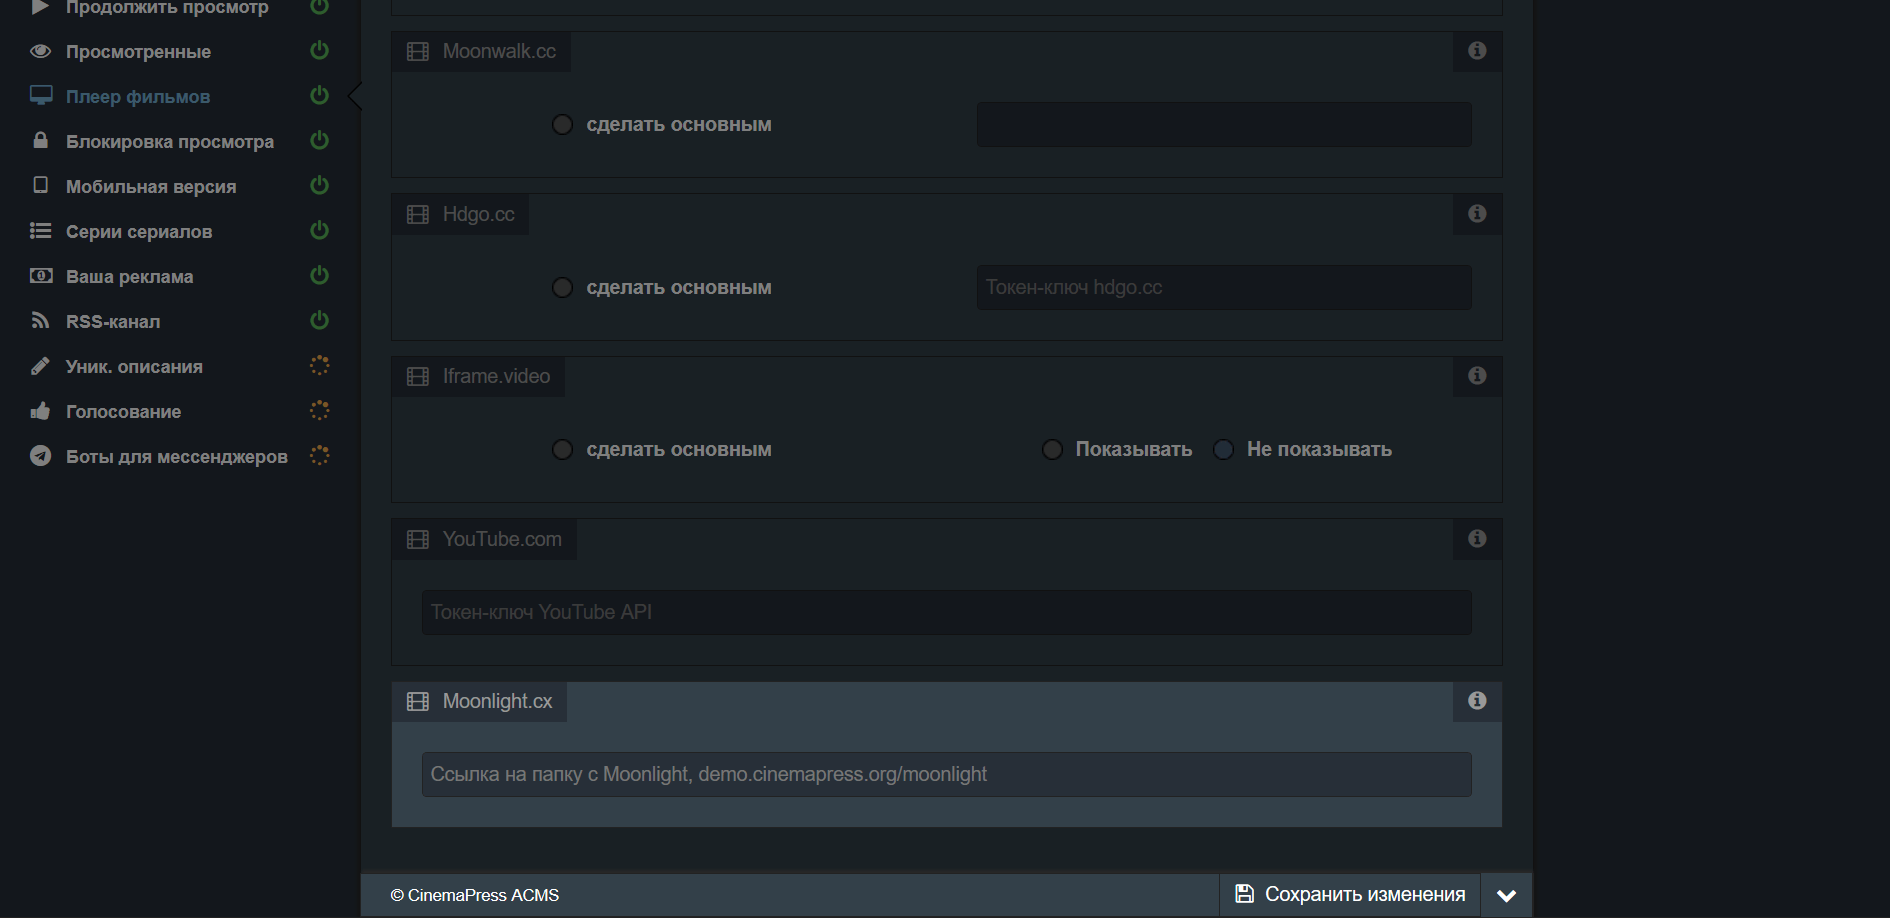 Продолжить просмотр
Просмотренные
Плеер фильмов
Блокировка просмотра
Мобильная версия
Серии сериалов
Ваша реклама
RSS-канал
Уник. описания
Голосование
Боты для мессенджеров
Moonwalk.cc
сделать основным
Hdgo.cc
сделать основным
Токен-ключ hdgo.cc
Iframe.video
сделать основным
Показывать Не показывать
YouTube.com
Токен-ключ YouTube API
Moonlight.cx
Ссылка на папку с Moonlight, demo.cinemapress.org/moonlight
© CinemaPress ACMS
Сохранить изменения